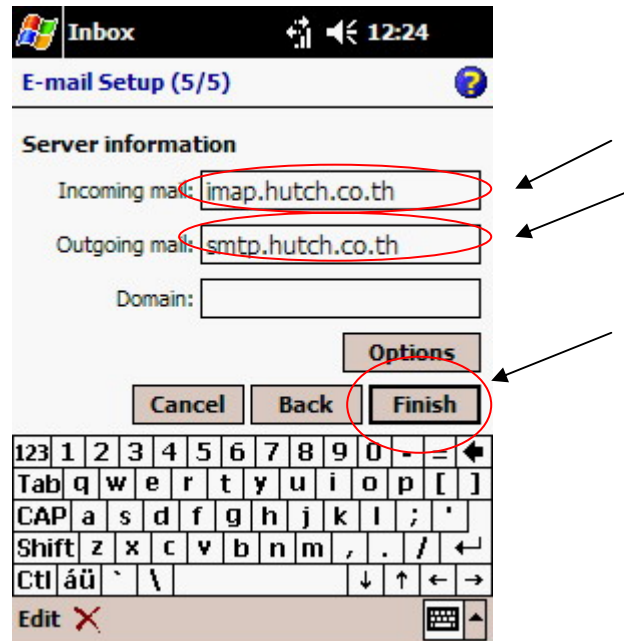 Inbox 12:24
E-mail Setup (5/5) ?
Server information
Incoming mail: imap.hutch.co.th
Outgoing mail: smtp.hutch.co.th
Domain:
Options
Cancel Back Finish
123 1 2 3 4 5 6 7 8 9 0 - =
Tab q w e r t y u i o p [ ]
CAP a s d f g h j k l ; '
Shift z x c v b n m , . / ↵
Ctl áü ` \ ↓ ↑ ← →
Edit